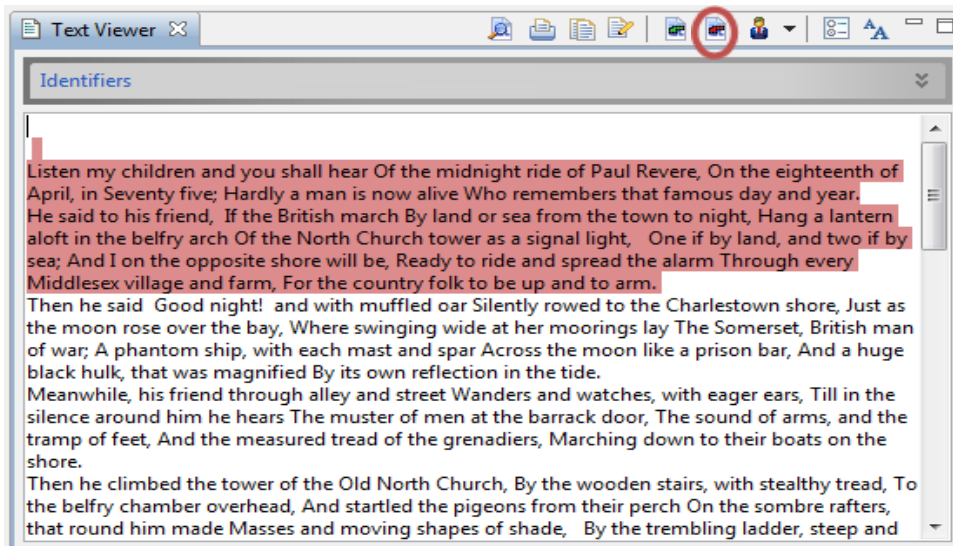 Text Viewer
Identifiers
Listen my children and you shall hear Of the midnight ride of Paul Revere, On the eighteenth of
April, in Seventy five; Hardly a man is now alive Who remembers that famous day and year.
He said to his friend,  If the British march By land or sea from the town to night, Hang a lantern
aloft in the belfry arch Of the North Church tower as a signal light,   One if by land, and two if by
sea; And I on the opposite shore will be, Ready to ride and spread the alarm Through every
Middlesex village and farm, For the country folk to be up and to arm.
Then he said  Good night!  and with muffled oar Silently rowed to the Charlestown shore, Just as
the moon rose over the bay, Where swinging wide at her moorings lay The Somerset, British man
of war; A phantom ship, with each mast and spar Across the moon like a prison bar, And a huge
black hulk, that was magnified By its own reflection in the tide.
Meanwhile, his friend through alley and street Wanders and watches, with eager ears, Till in the
silence around him he hears The muster of men at the barrack door, The sound of arms, and the
tramp of feet, And the measured tread of the grenadiers, Marching down to their boats on the
shore.
Then he climbed the tower of the Old North Church, By the wooden stairs, with stealthy tread, To
the belfry chamber overhead, And startled the pigeons from their perch On the sombre rafters,
that round him made Masses and moving shapes of shade,   By the trembling ladder, steep and